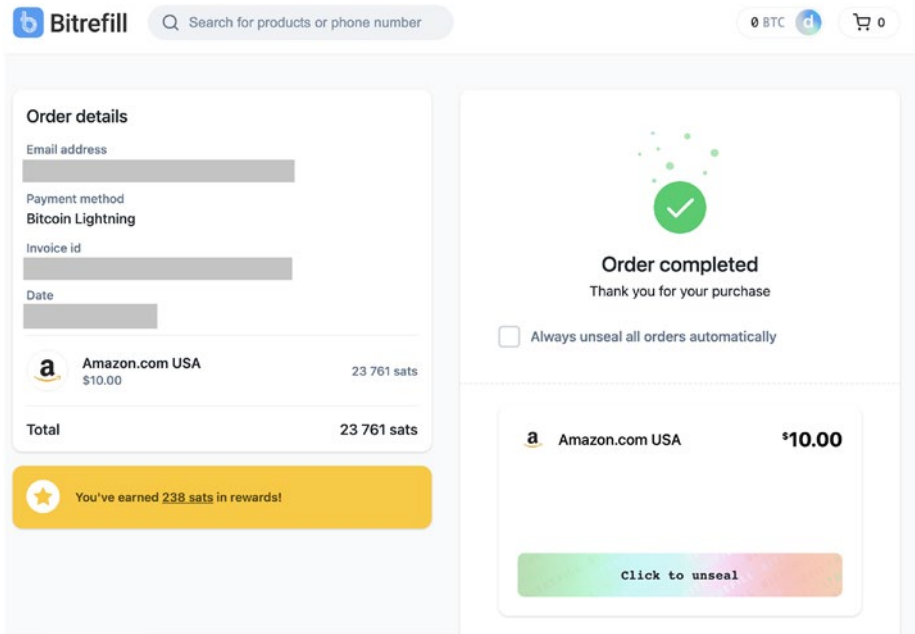 Bitrefill
Search for products or phone number
0 BTC
0
Order details
Email address
Payment method
Bitcoin Lightning
Invoice id
Date
Amazon.com USA
$10.00
23 761 sats
Total
23 761 sats
You've earned 238 sats in rewards!
Order completed
Thank you for your purchase
Always unseal all orders automatically
Amazon.com USA
$10.00
Click to unseal